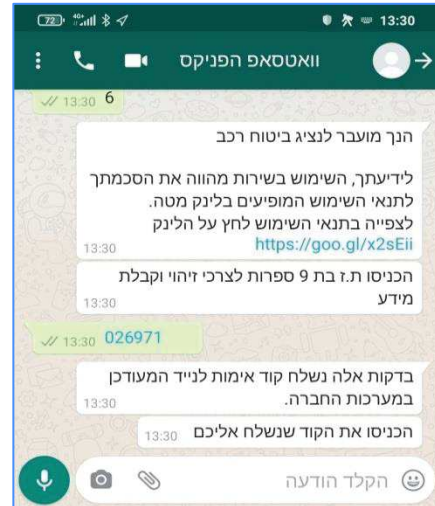 72 4G+ 13:30
וואטסאפ הפניקס
6 13:30
הנך מועבר לנציג ביטוח רכב
לידיעתך, השימוש בשירות מהווה את הסכמתך
לתנאי השימוש המופיעים בלינק מטה.
לצפייה בתנאי השימוש לחץ על הלינק
https://goo.gl/x2sEii
13:30
הכניסו ת.ז בת 9 ספרות לצרכי זיהוי וקבלת
מידע
13:30
026971 13:30
בדקות אלה נשלח קוד אימות לנייד המעודכן
במערכות החברה.
13:30
הכניסו את הקוד שנשלח אליכם 13:30
הקלד הודעה